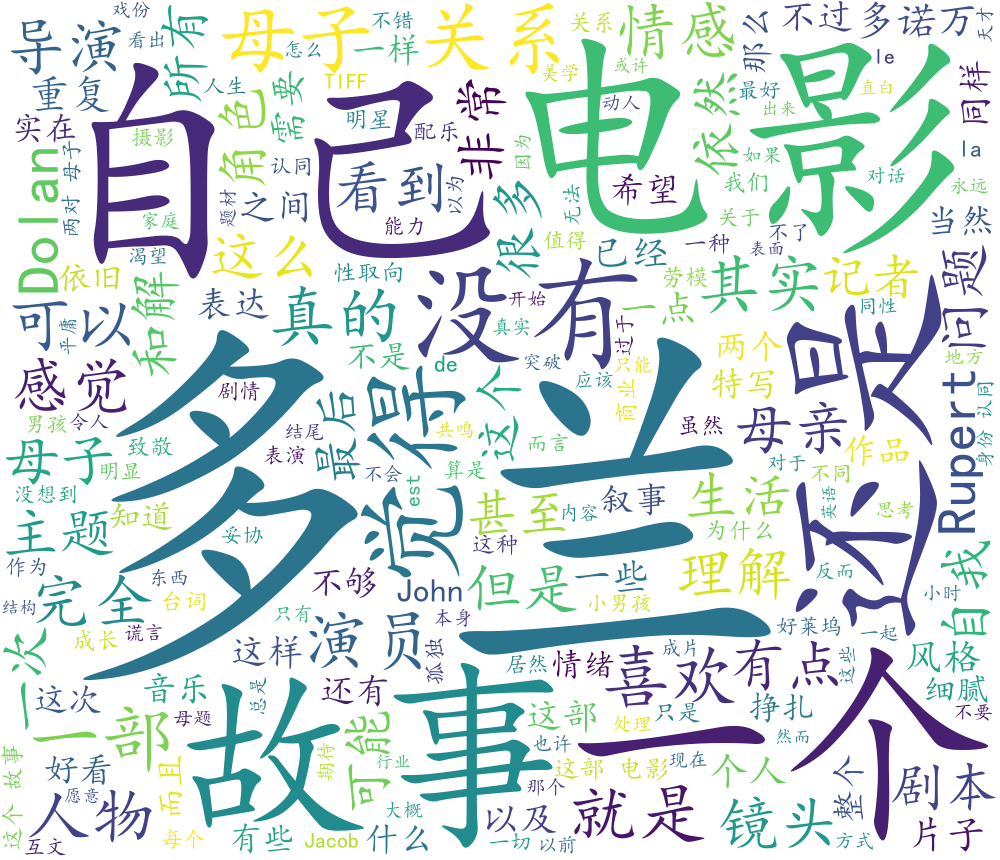 戏份
不错
怎么
导演
看出
所有
母子
一样
关系
关系
情感
那么
不过
多诺万
天才
重复
TIFF
需要
美学
或许
le
实在
角色
自己
明星
配乐
非常
电影
动人
依然
最好
出来
直白
同样
摄影
认同
看到
因为
如果
母子
两对
Dolan
家庭
题材
之间
以为
能力
很多
无法
希望
我们
对话
la
永远
渴望
这么
值得
关于
当然
依旧
性取向
已经
一种
不了
表面
和解
表达
真的
没有
劳模
其实
记者
可以
平庸
开始
一点
同性
问题
真实
过于
还是
感觉
不是
de
突破
只能
两个
地方
剧情
觉得
这个
应该
商业
特写
Rupert
认同
身份
男孩
令人
多兰
最后
结尾
共鸣
而言
虽然
母亲
作品
母子
致敬
表演
明显
不会
算是
对于
不同
没想到
est
主题
知道
甚至
叙事
生活
英语
思考
妥协
内容
为什么
作为
这种
东西
John
但是
一些
理解
反而
自我
结构
完全
台词
不够
小男孩
小时
只有
本身
一次
成长
谎言
这样
演员
孤独
好莱坞
一起
居然
情绪
成片
喜欢
有点
这些
风格
这次
音乐
还有
挣扎
细腻
总是
故事
一个
母题
一部
可能
这部
处理
只是
不要
也许
然而
好看
期待
行业
这部 电影
现在
个人
整个
剧本
愿意
而且
那个
这个 故事
人物
每个
大概
以及
就是
镜头
方式
片子
互文
有些
Jacob
什么
一切
以前